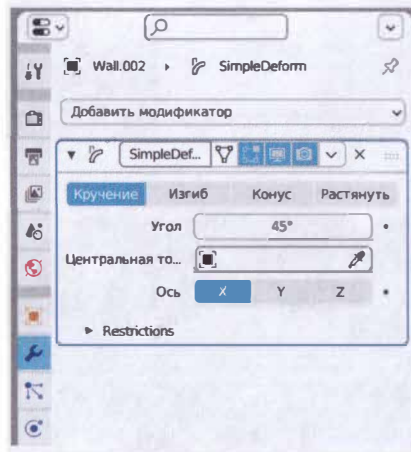 Wall.002 SimpleDeform
Добавить модификатор
SimpleDef...
Кручение Изгиб Конус Растянуть
Угол 45°
Центральная то...
Ось X Y Z
Restrictions